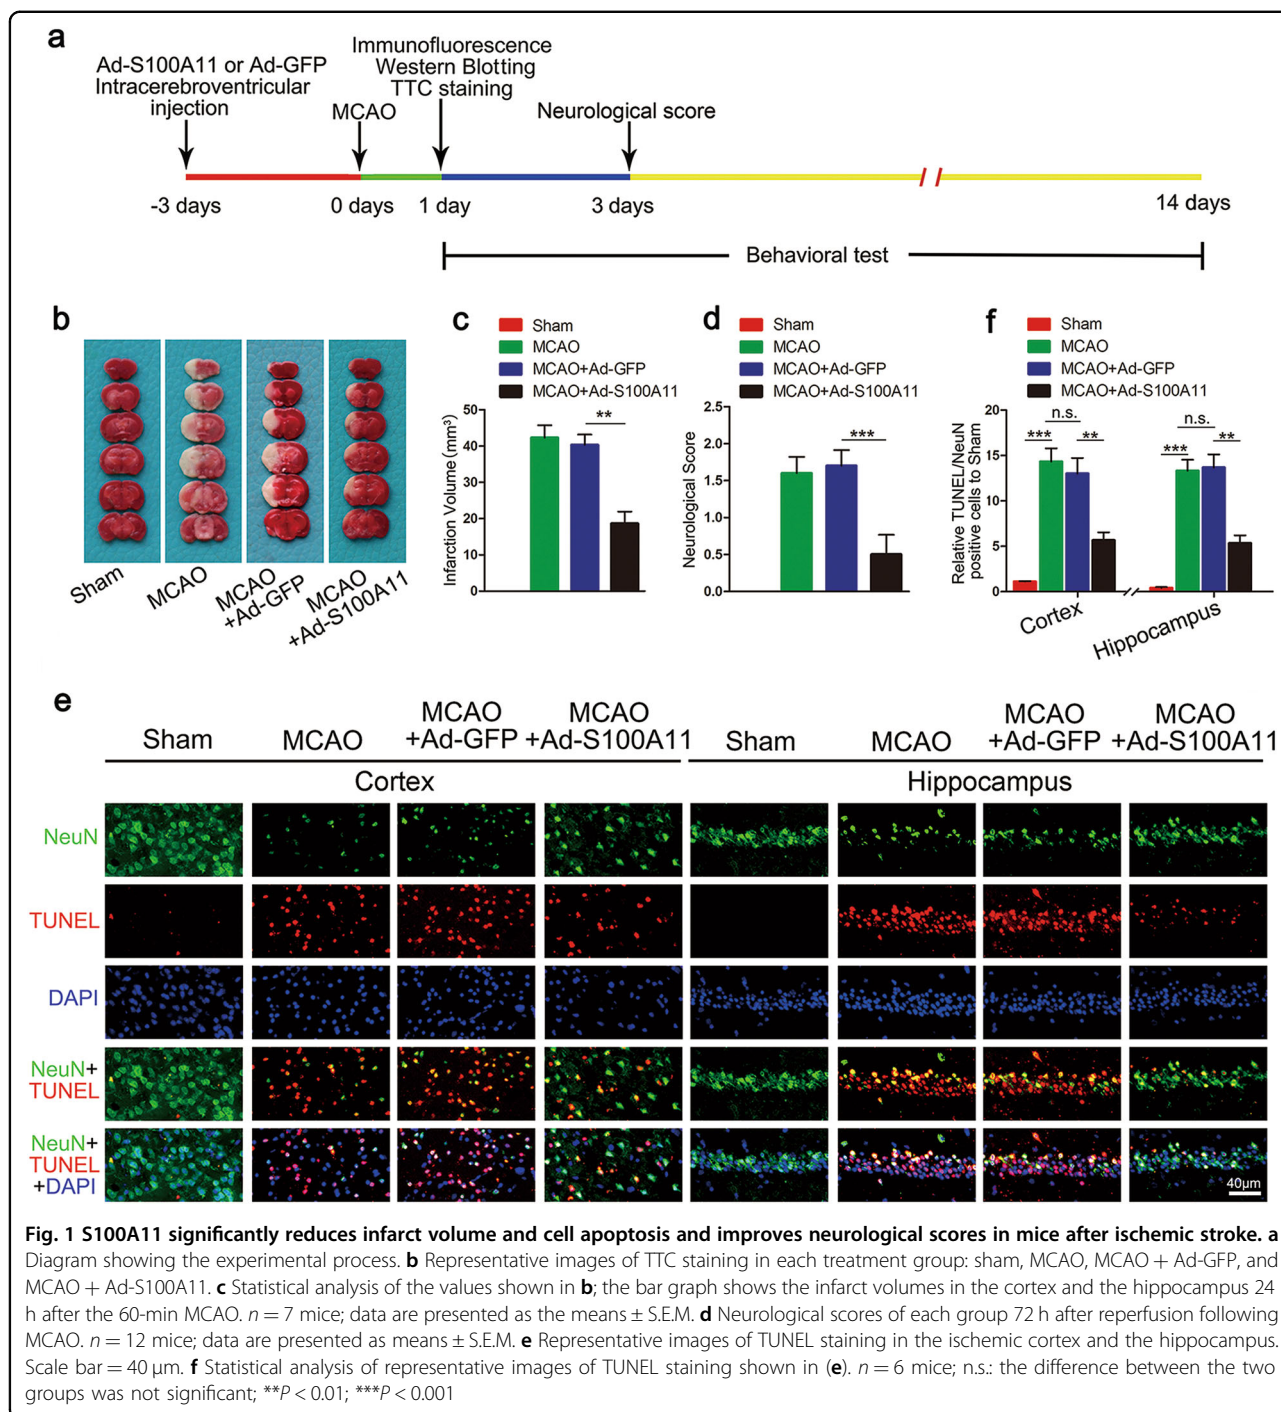 a
Ad-S100A11 or Ad-GFP
Intracerebroventricular
injection
MCAO
Immunofluorescence
Western Blotting
TTC staining
Neurological score
-3 days
0 days
1 day
3 days
14 days
Behavioral test
b
Sham
MCAO
MCAO
+Ad-GFP
MCAO
+Ad-S100A11
c
Sham
MCAO
MCAO+Ad-GFP
MCAO+Ad-S100A11
Infarction Volume(mm³)
50
40
30
20
10
0
**
d
Sham
MCAO
MCAO+Ad-GFP
MCAO+Ad-S100A11
Neurological Score
2.5
2.0
1.5
1.0
0.5
0.0
***
f
Sham
MCAO
MCAO+Ad-GFP
MCAO+Ad-S100A11
Relative TUNEL/NeuN
positive cells to Sham
20
15
10
5
0
n.s.
***
**
n.s.
***
**
Cortex
Hippocampus
e
Sham
MCAO
MCAO
+Ad-GFP
MCAO
+Ad-S100A11
Sham
MCAO
MCAO
+Ad-GFP
MCAO
+Ad-S100A11
Cortex
Hippocampus
NeuN
TUNEL
DAPI
NeuN+
TUNEL
NeuN+
TUNEL
+DAPI
40μm
Fig. 1 S100A11 significantly reduces infarct volume and cell apoptosis and improves neurological scores in mice after ischemic stroke. a
Diagram showing the experimental process. b Representative images of TTC staining in each treatment group: sham, MCAO, MCAO + Ad-GFP, and
MCAO + Ad-S100A11. c Statistical analysis of the values shown in b; the bar graph shows the infarct volumes in the cortex and the hippocampus 24
h after the 60-min MCAO. n = 7 mice; data are presented as the means ± S.E.M. d Neurological scores of each group 72 h after reperfusion following
MCAO. n = 12 mice; data are presented as means ± S.E.M. e Representative images of TUNEL staining in the ischemic cortex and the hippocampus.
Scale bar = 40 μm. f Statistical analysis of representative images of TUNEL staining shown in (e). n = 6 mice; n.s.: the difference between the two
groups was not significant; **P < 0.01; ***P < 0.001